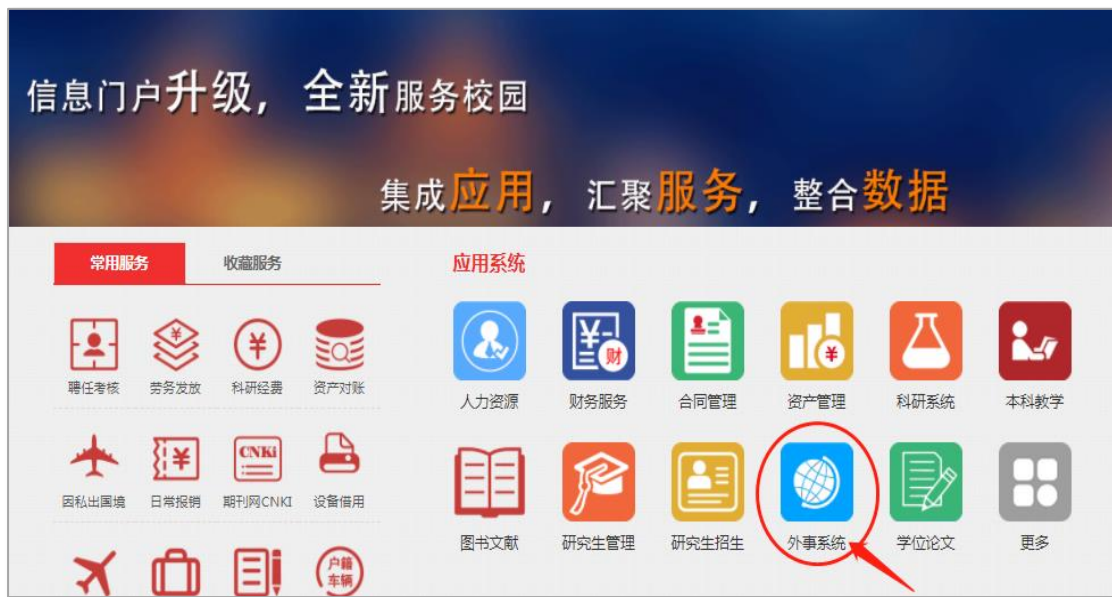 信息门户升级，全新服务校园
集成应用，汇聚服务，整合数据
常用服务 收藏服务
聘任考核 劳务发放 科研经费 资产对账
CNKi
因私出国境 日常报销 期刊网CNKI 设备借用
户籍
车辆
应用系统
财
人力资源 财务服务 合同管理 资产管理 科研系统 本科教学
图书文献 研究生管理 研究生招生 外事系统 学位论文 更多